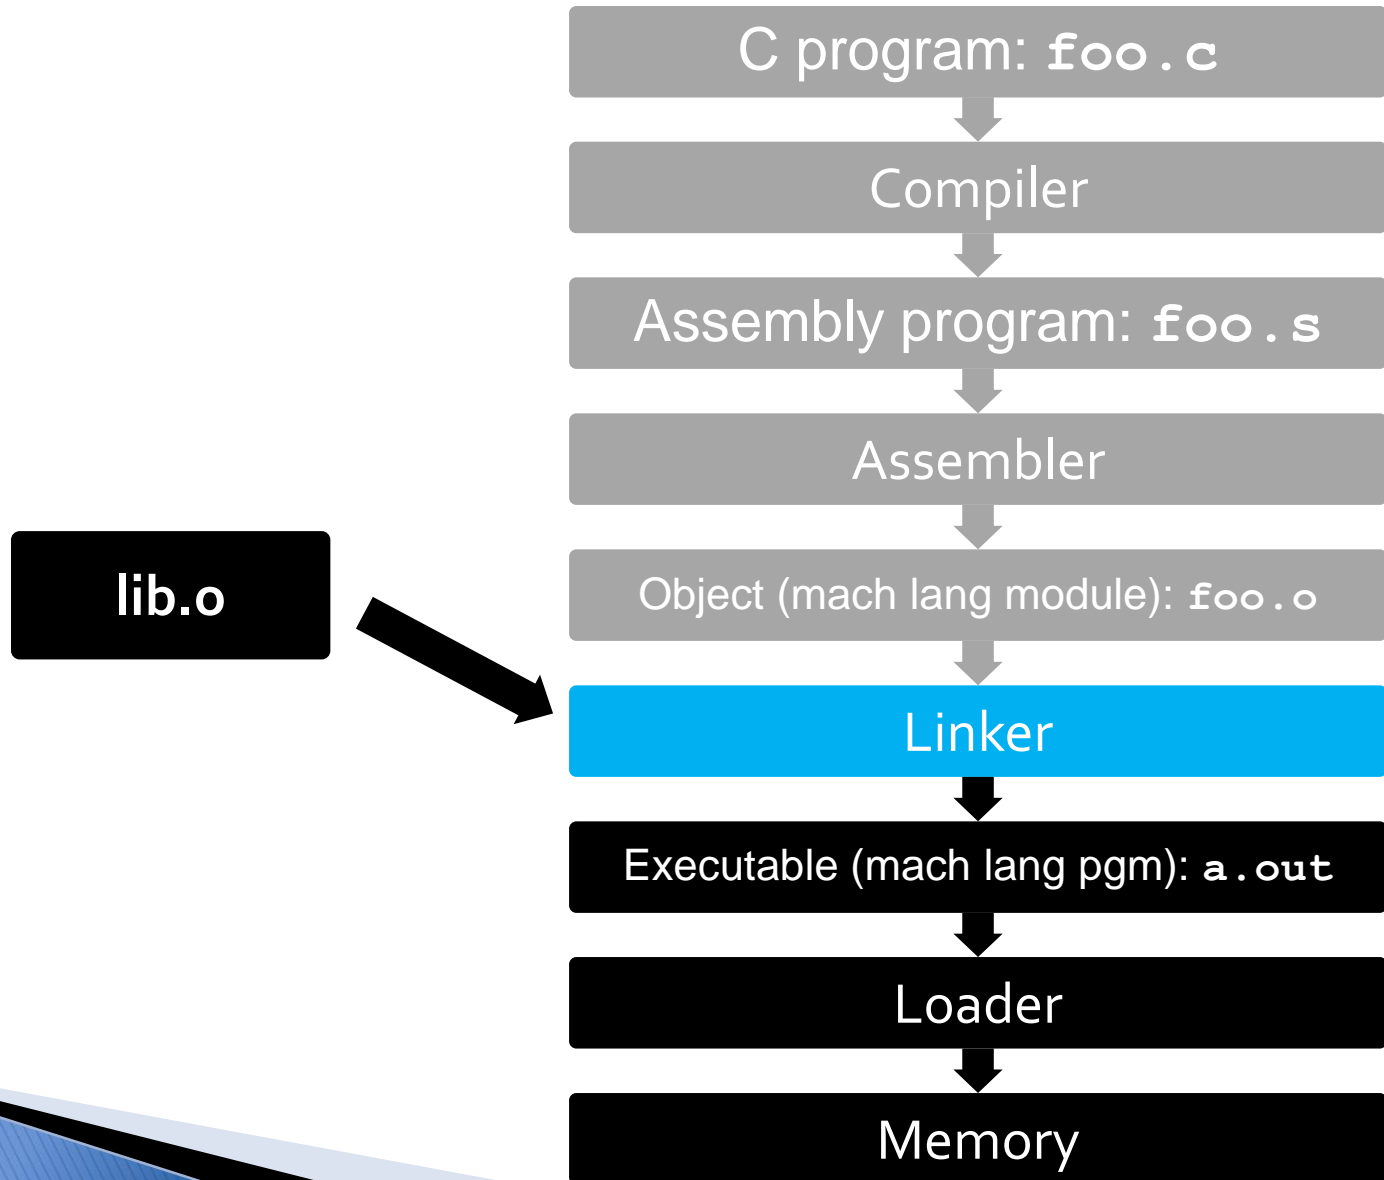 C program: foo.c
Compiler
Assembly program: foo.s
Assembler
lib.o
Object (mach lang module): foo.o
Linker
Executable (mach lang pgm): a.out
Loader
Memory